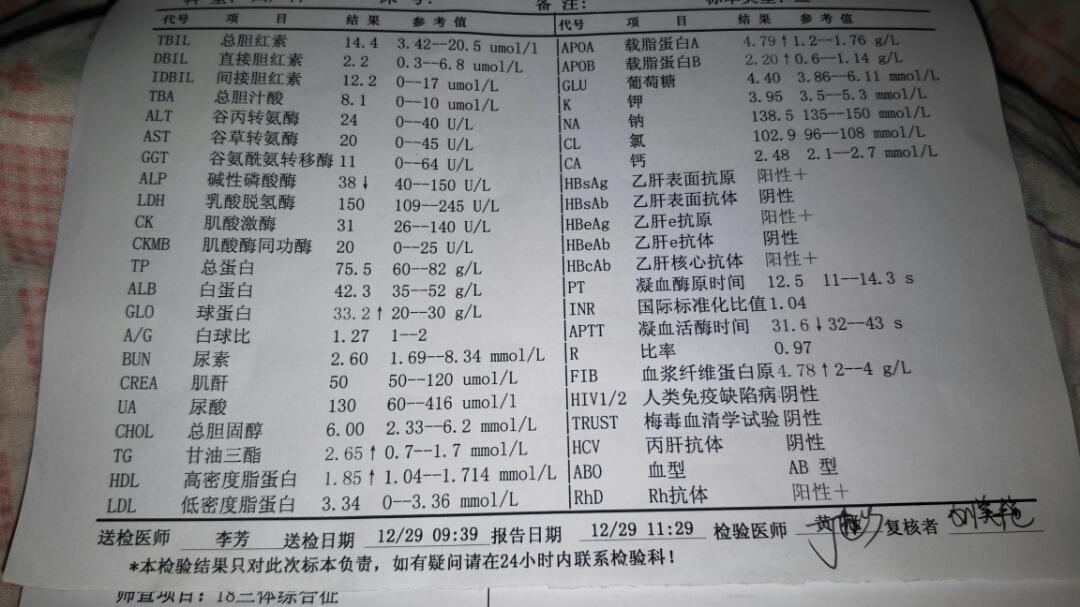 备 注:
代号 项 目 结 果 参 考 值
TBIL 总胆红素 14.4 3.42--20.5 umol/l
DBIL 直接胆红素 2.2 0.3--6.8 umol/L
IDBIL 间接胆红素 12.2 0--17 umol/L
TBA 总胆汁酸 8.1 0--10 umol/L
ALT 谷丙转氨酶 24 0--40 U/L
AST 谷草转氨酶 20 0--45 U/L
GGT 谷氨酰氨转移酶 11 0--64 U/L
ALP 碱性磷酸酶 38↓ 40--150 U/L
LDH 乳酸脱氢酶 150 109--245 U/L
CK 肌酸激酶 31 26--140 U/L
CKMB 肌酸酶同功酶 20 0--25 U/L
TP 总蛋白 75.5 60--82 g/L
ALB 白蛋白 42.3 35--52 g/L
GLO 球蛋白 33.2↑ 20--30 g/L
A/G 白球比 1.27 1--2
BUN 尿素 2.60 1.69--8.34 mmol/L
CREA 肌酐 50 50--120 umol/L
UA 尿酸 130 60--416 umol/l
CHOL 总胆固醇 6.00 2.33--6.2 mmol/L
TG 甘油三酯 2.65↑ 0.7--1.7 mmol/L
HDL 高密度脂蛋白 1.85↑ 1.04--1.714 mmol/L
LDL 低密度脂蛋白 3.34 0--3.36 mmol/L
代号 项 目 结 果 参 考 值
APOA 载脂蛋白A 4.79↑ 1.2--1.76 g/L
APOB 载脂蛋白B 2.20↑ 0.6--1.14 g/L
GLU 葡萄糖 4.40 3.86--6.11 mmol/L
K 钾 3.95 3.5--5.3 mmol/L
NA 钠 138.5 135--150 mmol/L
CL 氯 102.9 96--108 mmol/L
CA 钙 2.48 2.1--2.7 mmol/L
HBsAg 乙肝表面抗原 阳性+
HBsAb 乙肝表面抗体 阴性
HBeAg 乙肝e抗原 阳性+
HBeAb 乙肝e抗体 阴性
HBcAb 乙肝核心抗体 阳性+
PT 凝血酶原时间 12.5 11--14.3 s
INR 国际标准化比值 1.04
APTT 凝血活酶时间 31.6↓ 32--43 s
R 比率 0.97
FIB 血浆纤维蛋白原 4.78↑ 2--4 g/L
HIV1/2 人类免疫缺陷病 阴性
TRUST 梅毒血清学试验 阴性
HCV 丙肝抗体 阴性
ABO 血型 AB 型
RhD Rh抗体 阳性+
送检医师 李芳 送检日期 12/29 09:39 报告日期 12/29 11:29 检验医师 黄 复核者
*本检验结果只对此次标本负责，如有疑问请在24小时内联系检验科！
筛查项目: 18三体综合征